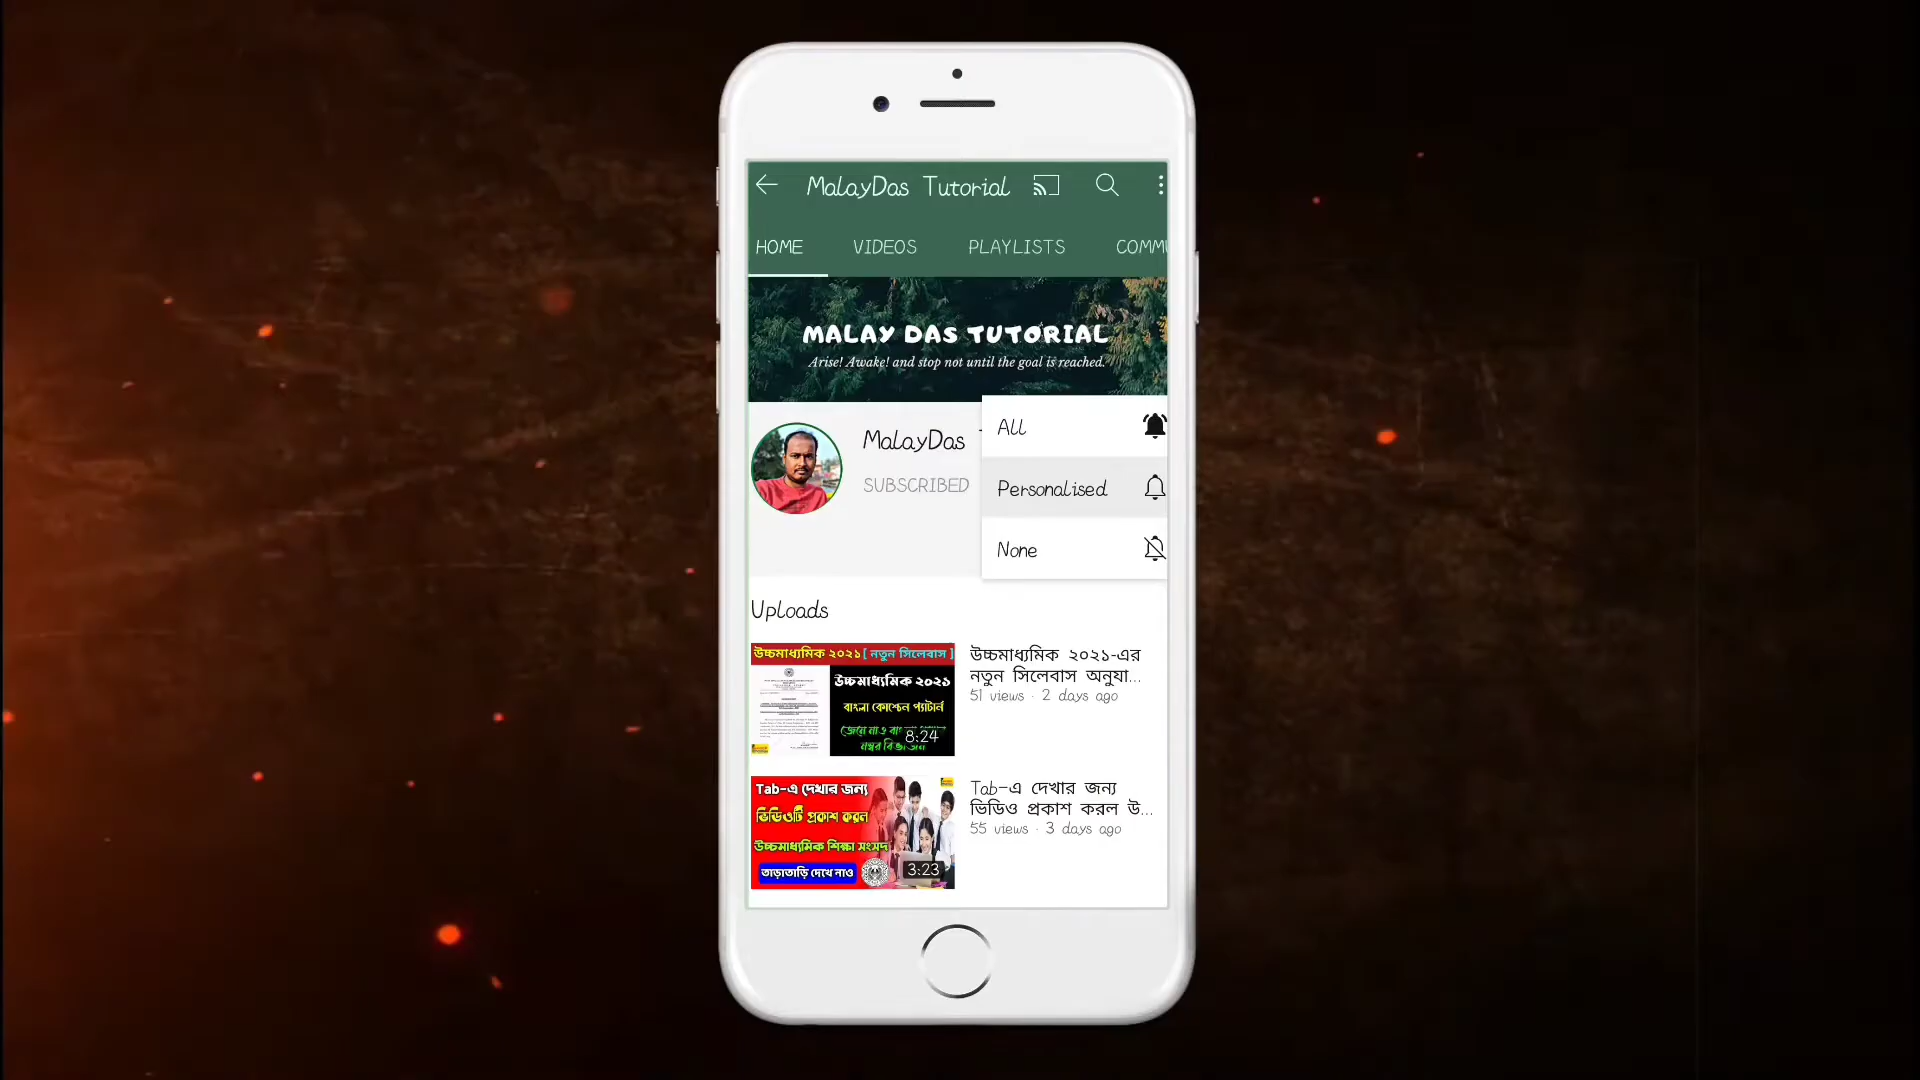 MalayDas Tutorial
HOME VIDEOS PLAYLISTS COMMU
MALAY DAS TUTORIAL
Arise! Awake! and stop not until the goal is reached.
MalayDas
SUBSCRIBED
All
Personalised
None
Uploads
উচ্চমাধ্যমিক ২০২১ [ নতুন সিলেবাস ]
উচ্চমাধ্যমিক ২০২১
বাংলা কোশ্চেন প্যাটার্ন
জেনে নাও
নম্বর
8:24
উচ্চমাধ্যমিক ২০২১-এর
নতুন সিলেবাস অনুযা...
51 views · 2 days ago
Tab-এ দেখার জন্য
ভিডিওটি প্রকাশ করল
উচ্চমাধ্যমিক শিক্ষা সংসদ
তাড়াতাড়ি দেখে নাও
3:23
Tab-এ দেখার জন্য
ভিডিও প্রকাশ করল উ...
55 views · 3 days ago